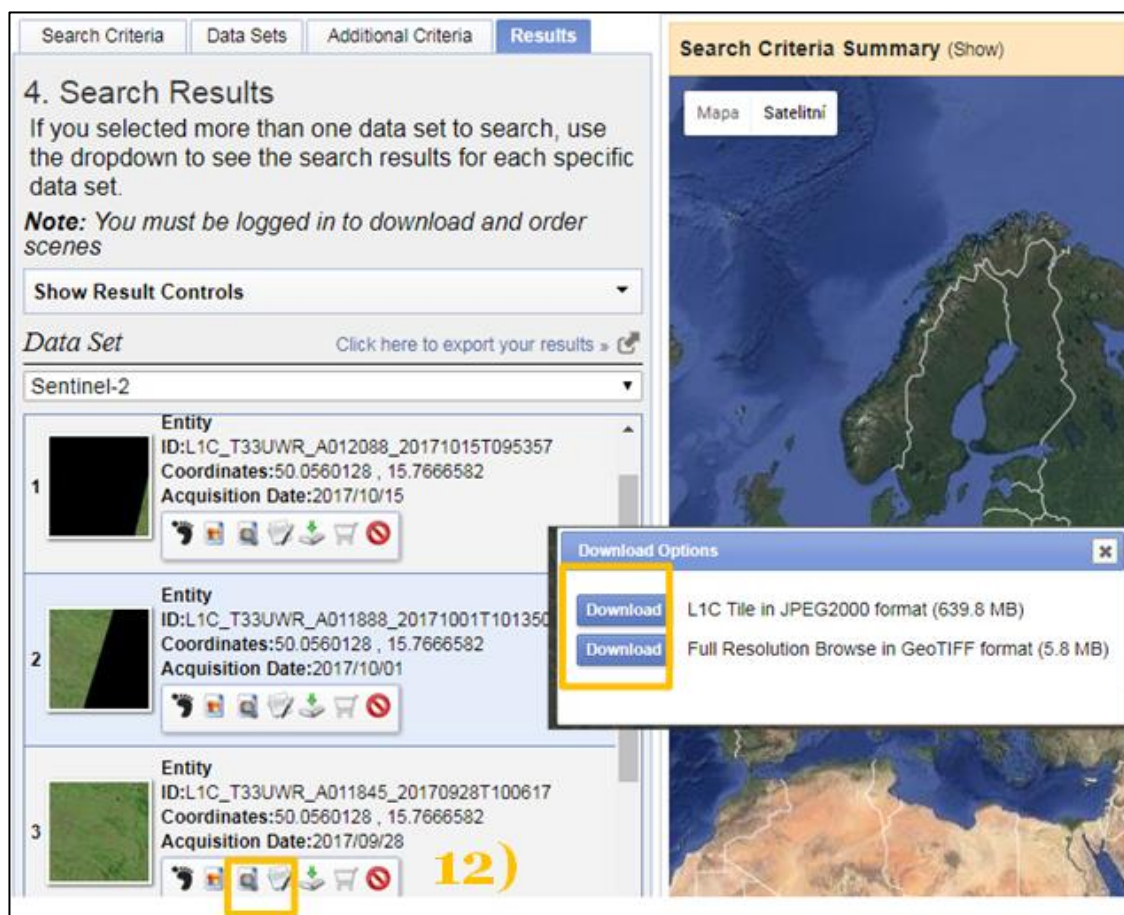 Search Criteria
Data Sets
Additional Criteria
Results
4. Search Results
If you selected more than one data set to search, use
the dropdown to see the search results for each specific
data set.
Note: You must be logged in to download and order
scenes
Show Result Controls
Data Set
Click here to export your results »
Sentinel-2
1
Entity
ID:L1C_T33UWR_A012088_20171015T095357
Coordinates:50.0560128 , 15.7666582
Acquisition Date:2017/10/15
2
Entity
ID:L1C_T33UWR_A011888_20171001T101350
Coordinates:50.0560128 , 15.7666582
Acquisition Date:2017/10/01
3
Entity
ID:L1C_T33UWR_A011845_20170928T100617
Coordinates:50.0560128 , 15.7666582
Acquisition Date:2017/09/28
12)
Search Criteria Summary (Show)
Mapa
Satelitní
Download Options
Download
L1C Tile in JPEG2000 format (639.8 MB)
Download
Full Resolution Browse in GeoTIFF format (5.8 MB)